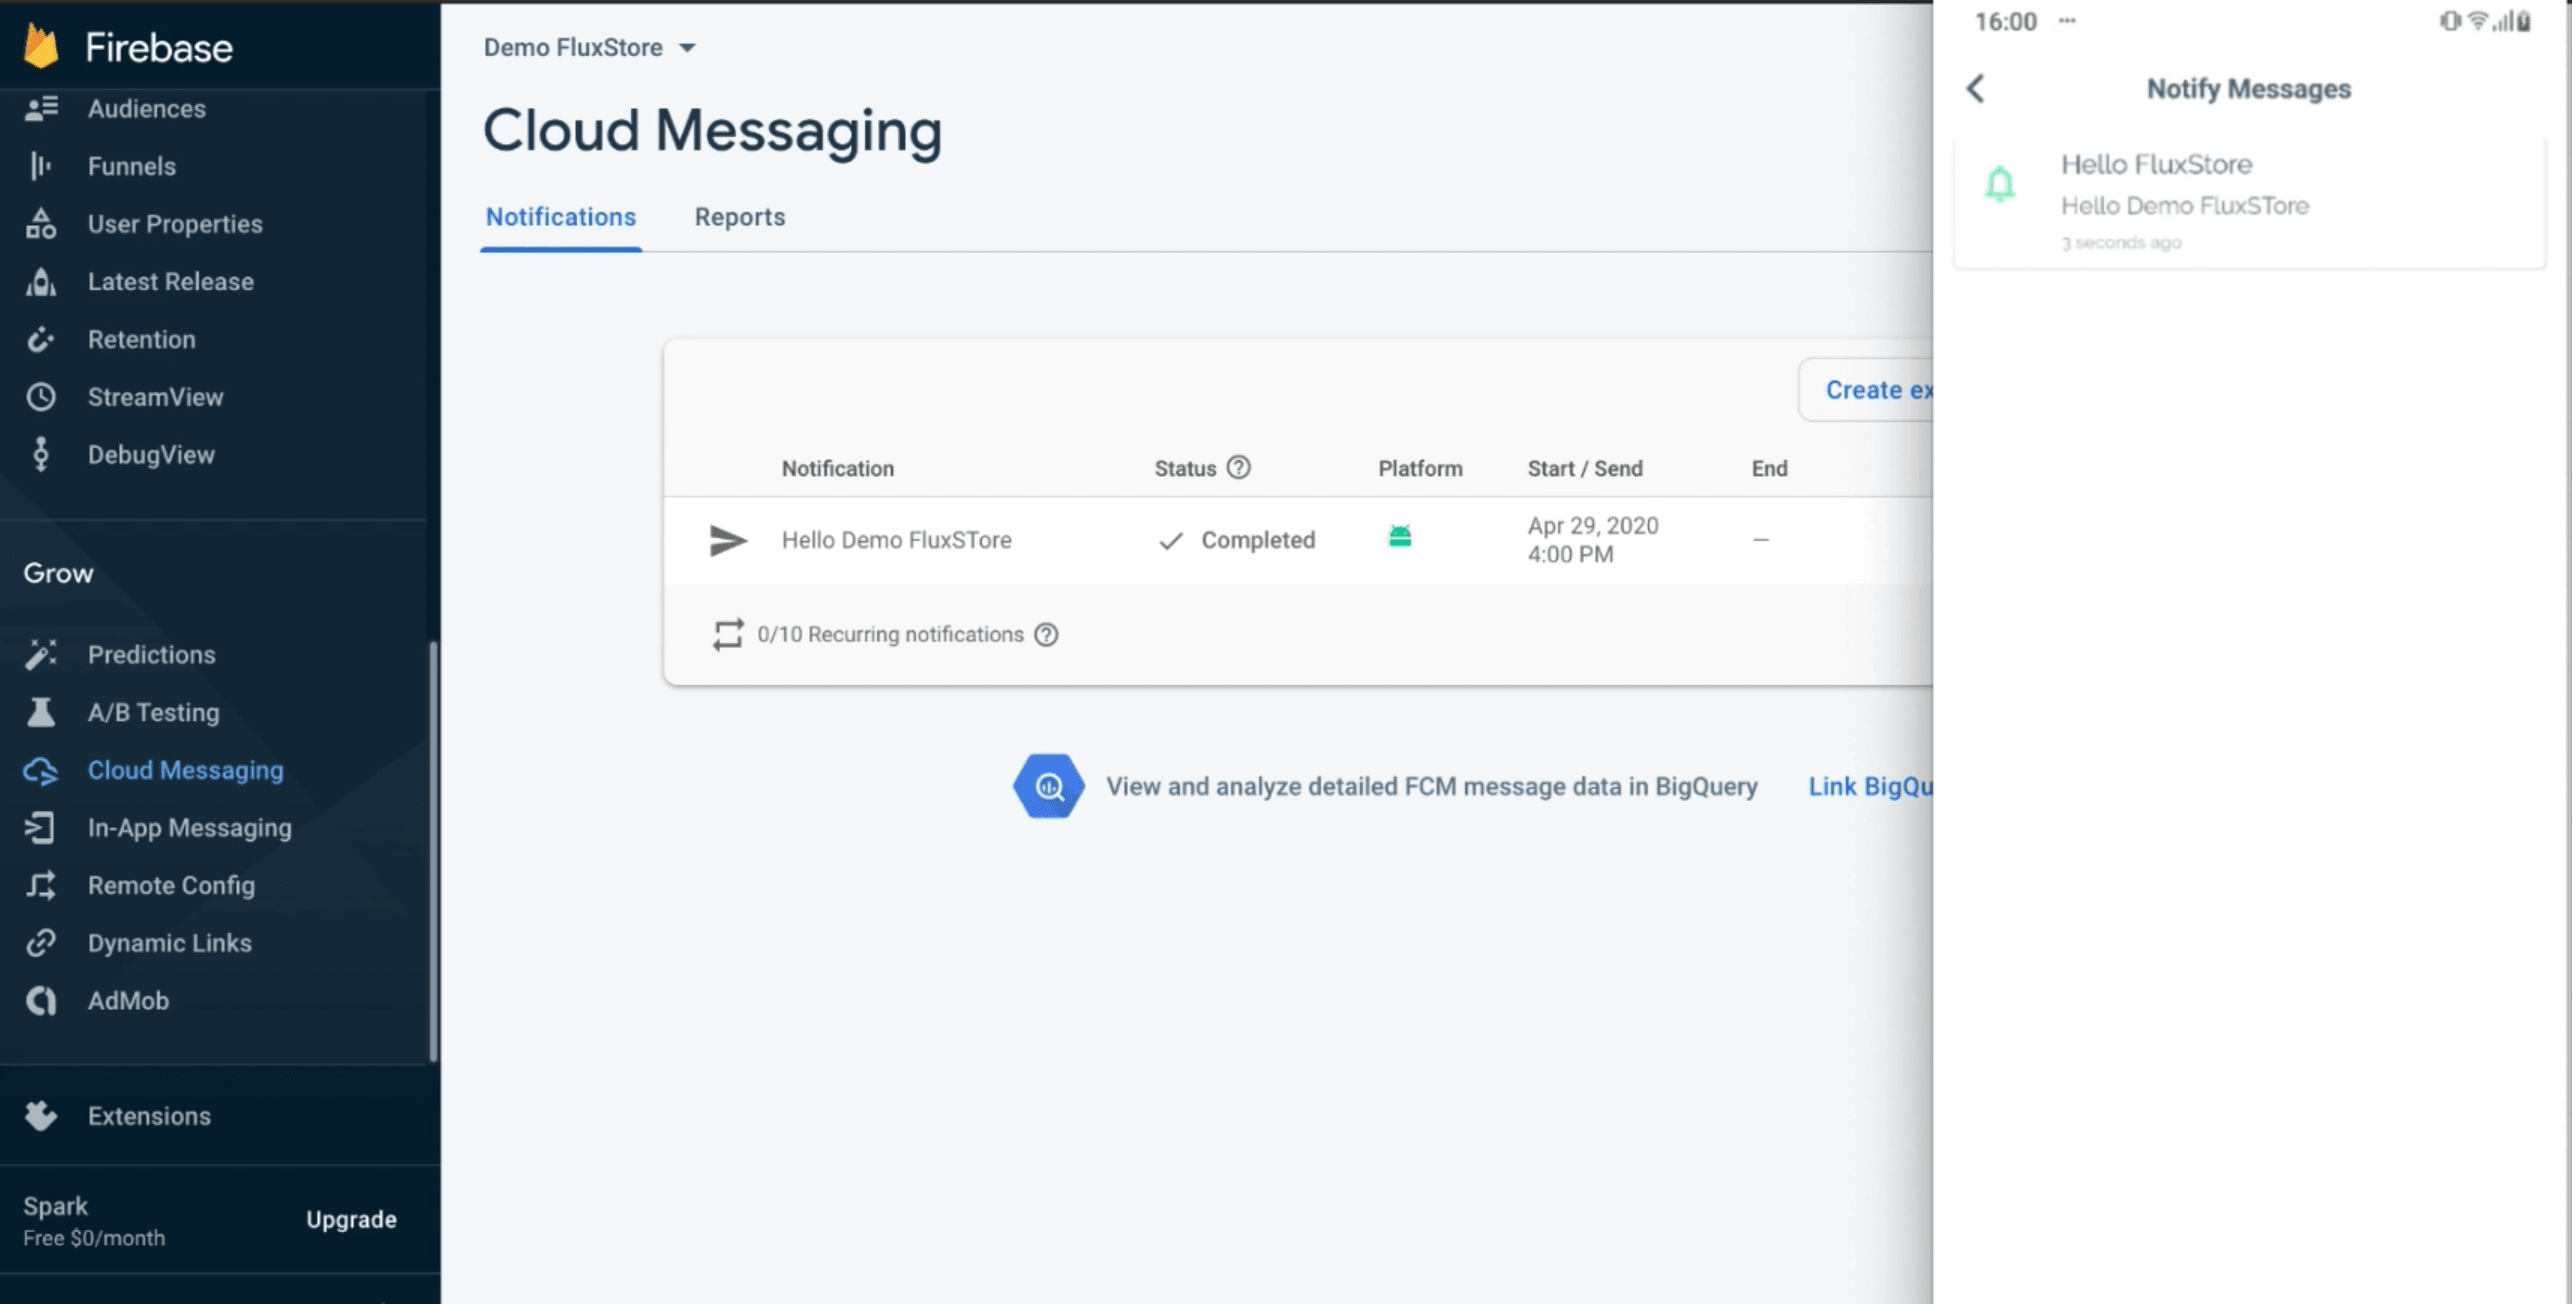 Firebase
Audiences
Funnels
User Properties
Latest Release
Retention
StreamView
DebugView
Grow
Predictions
A/B Testing
Cloud Messaging
In-App Messaging
Remote Config
Dynamic Links
AdMob
Extensions
Spark
Free $0/month
Upgrade
Demo FluxStore
Cloud Messaging
Notifications Reports
Create ex
Notification Status Platform Start / Send End
Hello Demo FluxSTore Completed Apr 29, 2020 –
4:00 PM
0/10 Recurring notifications
View and analyze detailed FCM message data in BigQuery Link BigQu
16:00 ···
Notify Messages
Hello FluxStore
Hello Demo FluxSTore
3 seconds ago